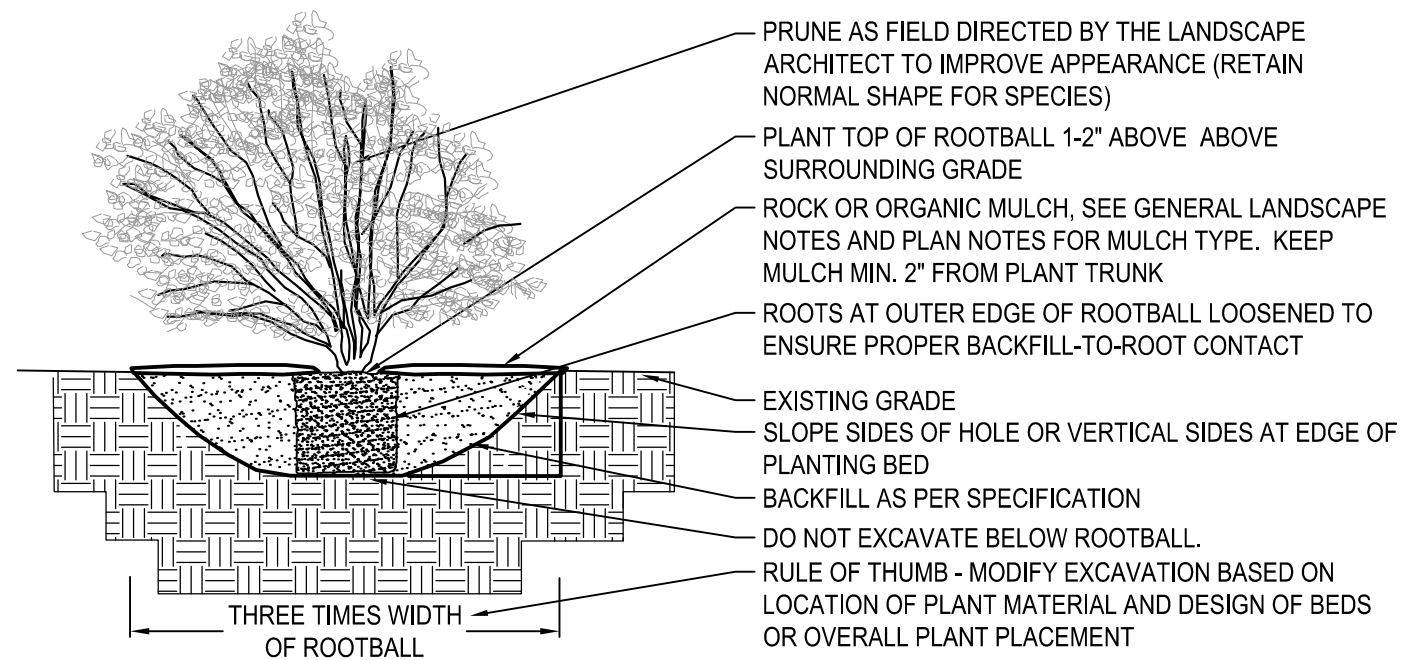 PRUNE AS FIELD DIRECTED BY THE LANDSCAPE
ARCHITECT TO IMPROVE APPEARANCE (RETAIN
NORMAL SHAPE FOR SPECIES)
PLANT TOP OF ROOTBALL 1-2" ABOVE ABOVE
SURROUNDING GRADE
ROCK OR ORGANIC MULCH, SEE GENERAL LANDSCAPE
NOTES AND PLAN NOTES FOR MULCH TYPE. KEEP
MULCH MIN. 2" FROM PLANT TRUNK
ROOTS AT OUTER EDGE OF ROOTBALL LOOSENED TO
ENSURE PROPER BACKFILL-TO-ROOT CONTACT
EXISTING GRADE
SLOPE SIDES OF HOLE OR VERTICAL SIDES AT EDGE OF
PLANTING BED
BACKFILL AS PER SPECIFICATION
DO NOT EXCAVATE BELOW ROOTBALL.
RULE OF THUMB - MODIFY EXCAVATION BASED ON
LOCATION OF PLANT MATERIAL AND DESIGN OF BEDS
OR OVERALL PLANT PLACEMENT
THREE TIMES WIDTH
OF ROOTBALL